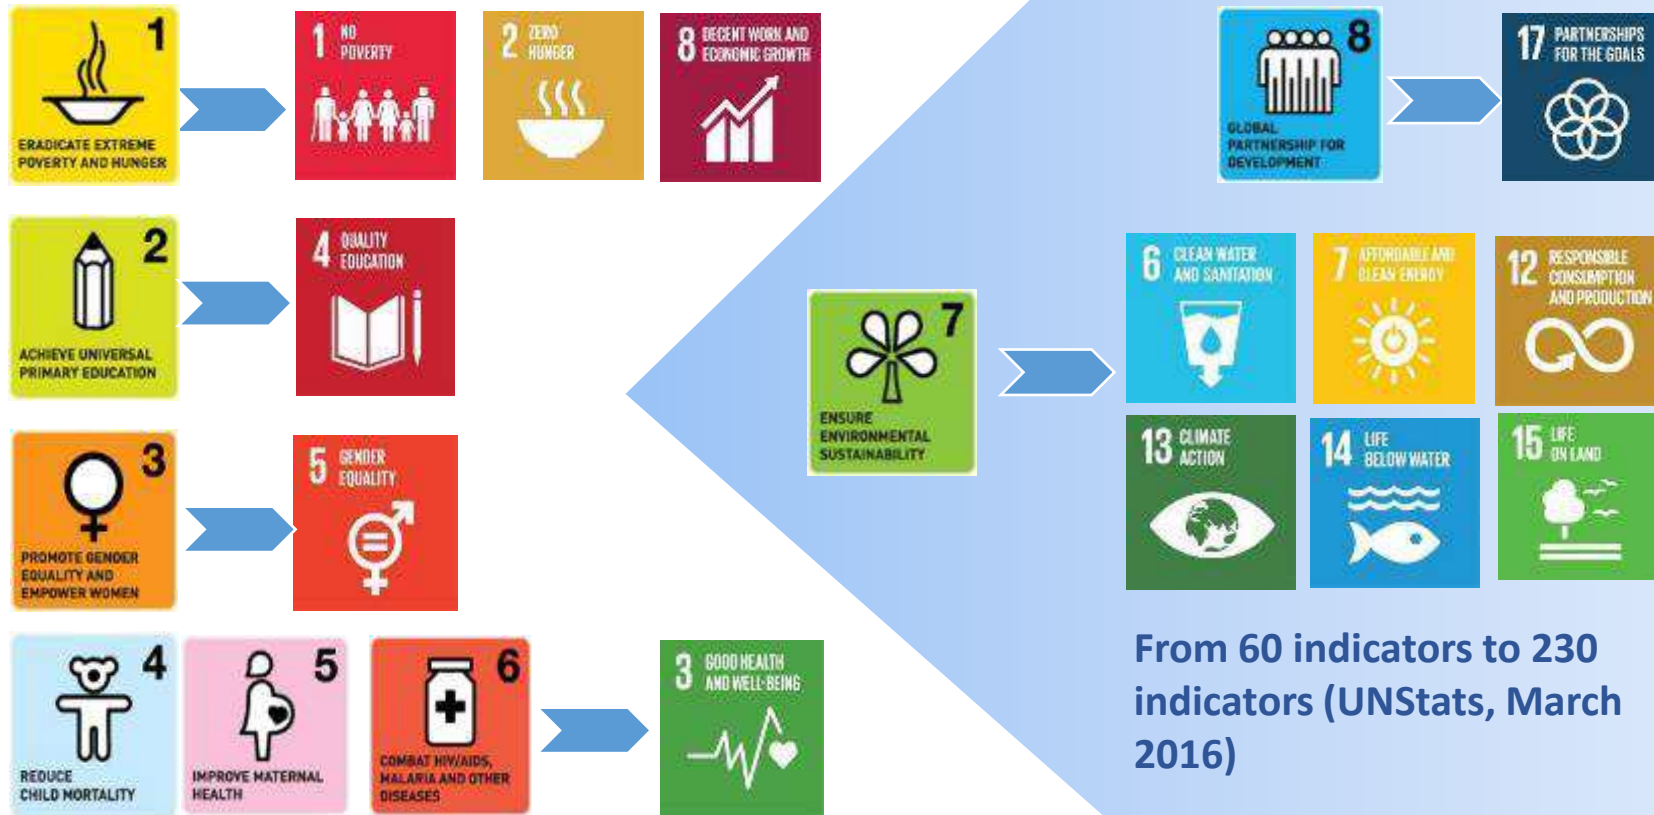 1
ERADICATE EXTREME
POVERTY AND HUNGER
1 NO
POVERTY
2 ZERO
HUNGER
8 DECENT WORK AND
ECONOMIC GROWTH
2
ACHIEVE UNIVERSAL
PRIMARY EDUCATION
4 QUALITY
EDUCATION
3
PROMOTE GENDER
EQUALITY AND
EMPOWER WOMEN
5 GENDER
EQUALITY
4
REDUCE
CHILD MORTALITY
5
IMPROVE MATERNAL
HEALTH
6
COMBAT HIV/AIDS,
MALARIA AND OTHER
DISEASES
3 GOOD HEALTH
AND WELL-BEING
8
GLOBAL
PARTNERSHIP FOR
DEVELOPMENT
17 PARTNERSHIPS
FOR THE GOALS
7
ENSURE
ENVIRONMENTAL
SUSTAINABILITY
6 CLEAN WATER
AND SANITATION
7 AFFORDABLE AND
CLEAN ENERGY
12 RESPONSIBLE
CONSUMPTION
AND PRODUCTION
13 CLIMATE
ACTION
14 LIFE
BELOW WATER
15 LIFE
ON LAND
From 60 indicators to 230
indicators (UNStats, March
2016)